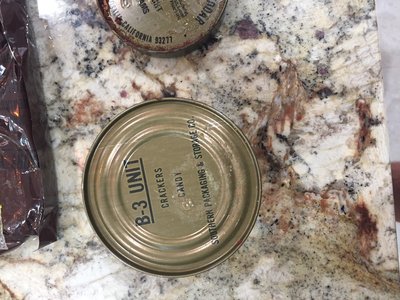 CALIFORNIA 93277
B-3 UNIT
CRACKERS
CANDY
SOUTHERN PACKAGING & STORAGE CO.